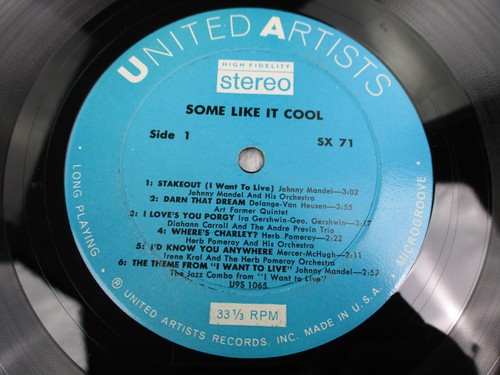 UNITED ARTISTS
HIGH FIDELITY
stereo
SOME LIKE IT COOL
Side 1 SX 71
1: STAKEOUT (I Want To Live) Johnny Mandel—3:02
Johnny Mandel And His Orchestra
2: DARN THAT DREAM Delange-Van Heusen—3:55
Art Farmer Quintet
3: I LOVE'S YOU PORGY Ira Gershwin-Geo. Gershwin—3:17
Diahann Carroll And The Andre Previn Trio
4: WHERE'S CHARLEY? Herb Pomeroy—2:22
Herb Pomeroy And His Orchestra
5: I'D KNOW YOU ANYWHERE Mercer-McHugh—2:11
Irene Kral And The Herb Pomeroy Orchestra
6: THE THEME FROM "I WANT TO LIVE" Johnny Mandel—2:57
The Jazz Combo from "I Want to Live"
U9S 1065
33 1/3 RPM
• LONG PLAYING •
• MICROGROOVE •
® UNITED ARTISTS RECORDS, INC. MADE IN U.S.A.